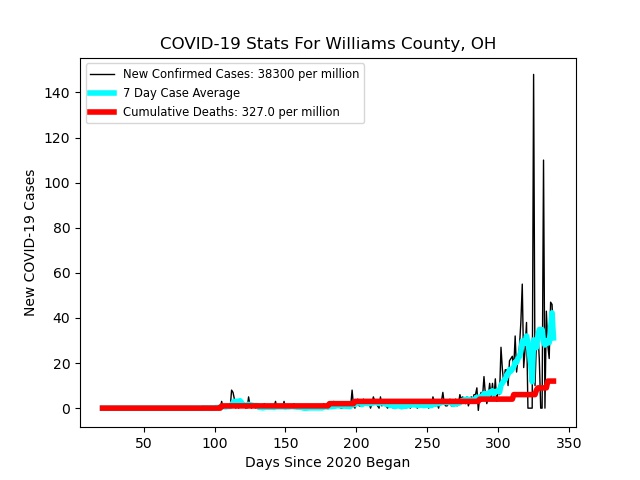 COVID-19 Stats For Williams County, OH
New Confirmed Cases: 38300 per million
7 Day Case Average
Cumulative Deaths: 327.0 per million
New COVID-19 Cases
140
120
100
80
60
40
20
0
50 100 150 200 250 300 350
Days Since 2020 Began